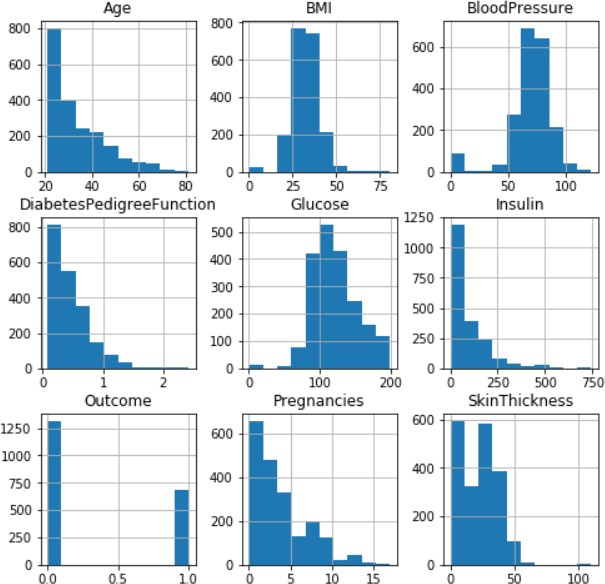 Age
800
600
400
200
0
20 40 60 80
BMI
800
600
400
200
0
0 25 50 75
BloodPressure
600
400
200
0
0 50 100
DiabetesPedigreeFunction
800
600
400
200
0
0 1 2
Glucose
500
400
300
200
100
0
0 100 200
Insulin
1250
1000
750
500
250
0
0 250 500 750
Outcome
1250
1000
750
500
250
0
0.0 0.5 1.0
Pregnancies
600
400
200
0
0 5 10 15
SkinThickness
600
400
200
0
0 50 100